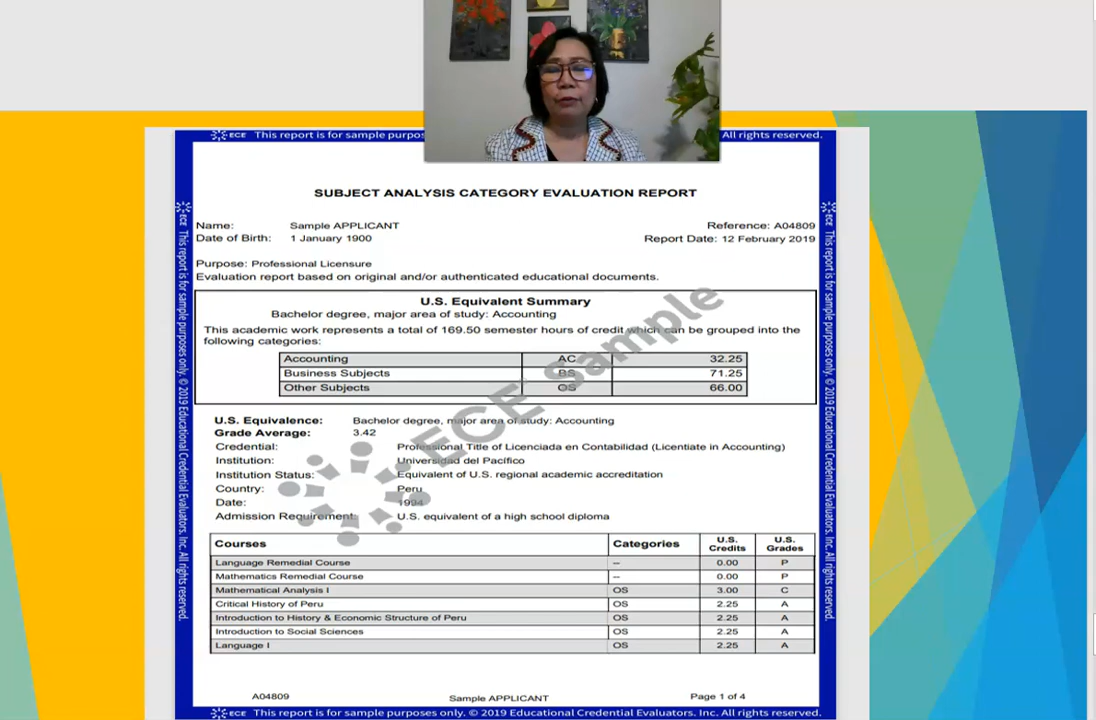 ECE This report is for sample purpos
All rights reserved.
SUBJECT ANALYSIS CATEGORY EVALUATION REPORT
Name: Sample APPLICANT Reference: A04809
Date of Birth: 1 January 1900 Report Date: 12 February 2019
Purpose: Professional Licensure
Evaluation report based on original and/or authenticated educational documents.
U.S. Equivalent Summary
Bachelor degree, major area of study: Accounting
This academic work represents a total of 169.50 semester hours of credit which can be grouped into the
following categories:
Accounting AC 32.25
Business Subjects BS 71.25
Other Subjects OS 66.00
U.S. Equivalence: Bachelor degree, major area of study: Accounting
Grade Average: 3.42
Credential: Professional Title of Licenciada en Contabilidad (Licentiate in Accounting)
Institution: Universidad del Pacífico
Institution Status: Equivalent of U.S. regional academic accreditation
Country: Peru
Date: 1994
Admission Requirement: U.S. equivalent of a high school diploma
Courses Categories U.S. Credits U.S. Grades
Language Remedial Course -- 0.00 P
Mathematics Remedial Course -- 0.00 P
Mathematical Analysis I OS 3.00 C
Critical History of Peru OS 2.25 A
Introduction to History & Economic Structure of Peru OS 2.25 A
Introduction to Social Sciences OS 2.25 A
Language I OS 2.25 A
A04809 Sample APPLICANT Page 1 of 4
ECE This report is for sample purposes only. © 2019 Educational Credential Evaluators. Inc. All rights reserved.
ECE This report is for sample purposes only. © 2019 Educational Credential Evaluators. Inc. All rights reserved.
ECE This report is for sample purposes only. © 2019 Educational Credential Evaluators. Inc. All rights reserved.
ECE Sample